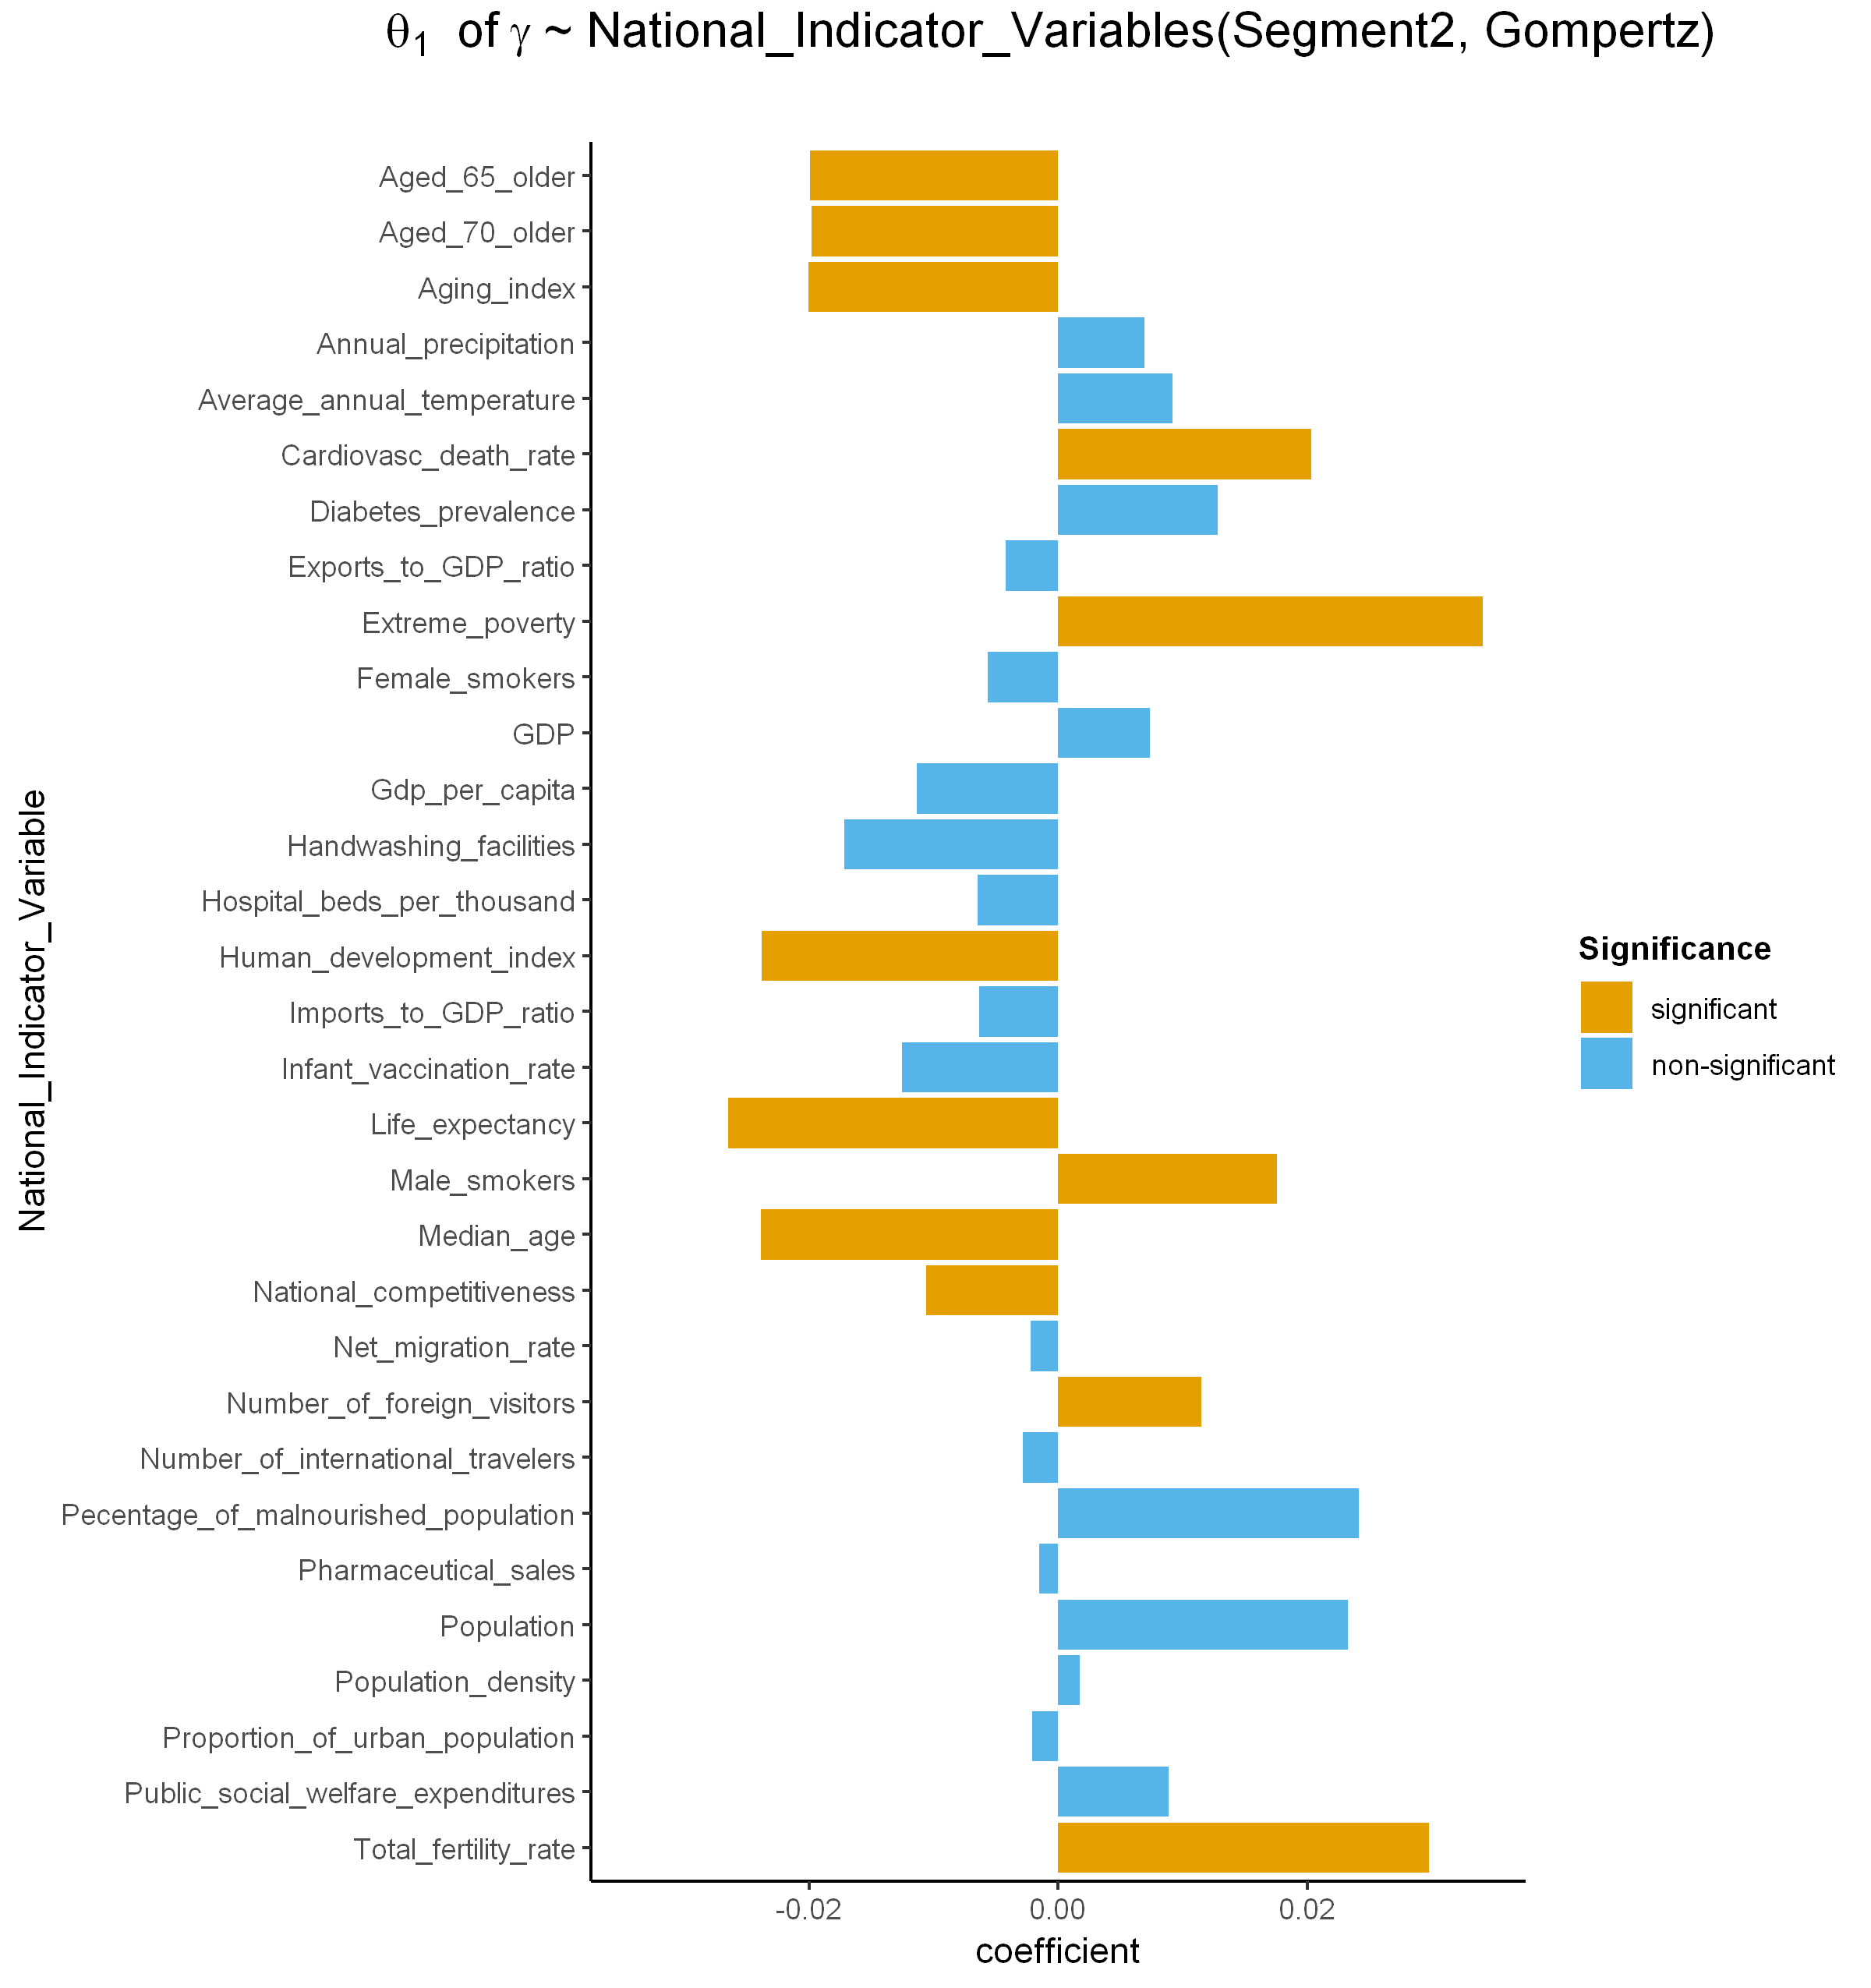 θ1 of γ ~ National_Indicator_Variables(Segment2, Gompertz)
Aged_65_older
Aged_70_older
Aging_index
Annual_precipitation
Average_annual_temperature
Cardiovasc_death_rate
Diabetes_prevalence
Exports_to_GDP_ratio
Extreme_poverty
Female_smokers
GDP
Gdp_per_capita
Handwashing_facilities
Hospital_beds_per_thousand
Human_development_index
Imports_to_GDP_ratio
Infant_vaccination_rate
Life_expectancy
Male_smokers
Median_age
National_competitiveness
Net_migration_rate
Number_of_foreign_visitors
Number_of_international_travelers
Pecentage_of_malnourished_population
Pharmaceutical_sales
Population
Population_density
Proportion_of_urban_population
Public_social_welfare_expenditures
Total_fertility_rate
National_Indicator_Variable
-0.02 0.00 0.02
coefficient
Significance
significant
non-significant